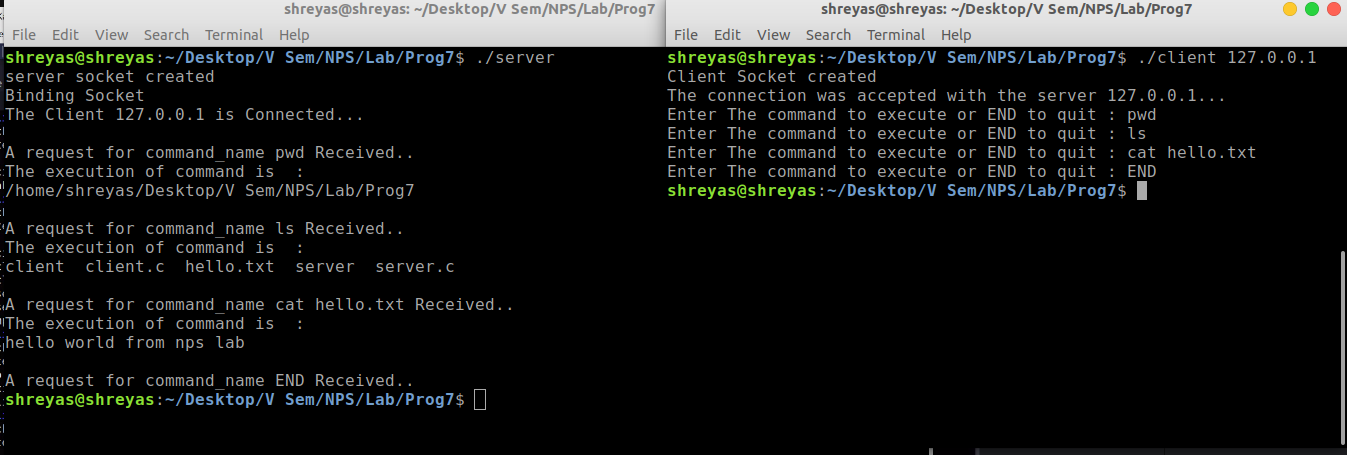 shreyas@shreyas: ~/Desktop/V Sem/NPS/Lab/Prog7
File Edit View Search Terminal Help
shreyas@shreyas:~/Desktop/V Sem/NPS/Lab/Prog7$ ./server
server socket created
Binding Socket
The Client 127.0.0.1 is Connected...
A request for command_name pwd Received..
The execution of command is  :
/home/shreyas/Desktop/V Sem/NPS/Lab/Prog7
A request for command_name ls Received..
The execution of command is  :
client  client.c  hello.txt  server  server.c
A request for command_name cat hello.txt Received..
The execution of command is  :
hello world from nps lab
A request for command_name END Received..
shreyas@shreyas:~/Desktop/V Sem/NPS/Lab/Prog7$
shreyas@shreyas: ~/Desktop/V Sem/NPS/Lab/Prog7
File Edit View Search Terminal Help
shreyas@shreyas:~/Desktop/V Sem/NPS/Lab/Prog7$ ./client 127.0.0.1
Client Socket created
The connection was accepted with the server 127.0.0.1...
Enter The command to execute or END to quit : pwd
Enter The command to execute or END to quit : ls
Enter The command to execute or END to quit : cat hello.txt
Enter The command to execute or END to quit : END
shreyas@shreyas:~/Desktop/V Sem/NPS/Lab/Prog7$